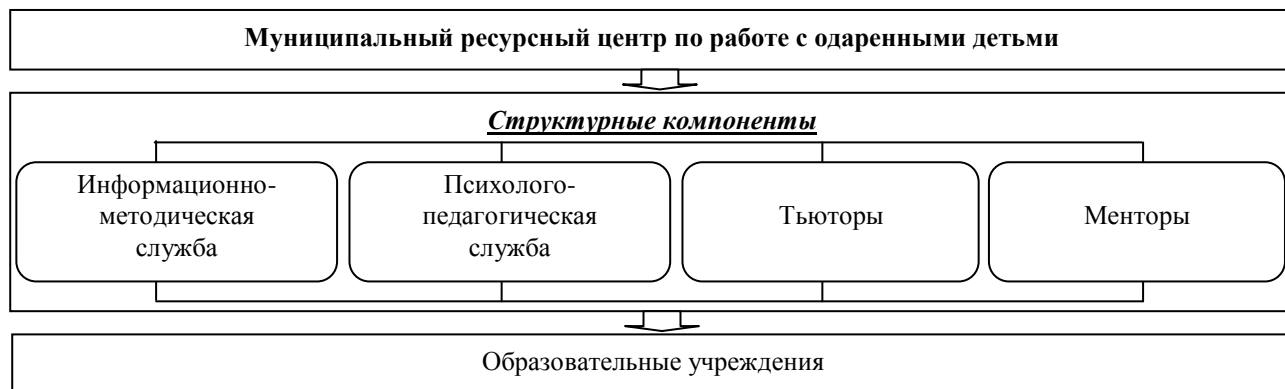 Муниципальный ресурсный центр по работе с одаренными детьми
Структурные компоненты
Информационно-
методическая
служба
Психолого-
педагогическая
служба
Тьюторы
Менторы
Образовательные учреждения